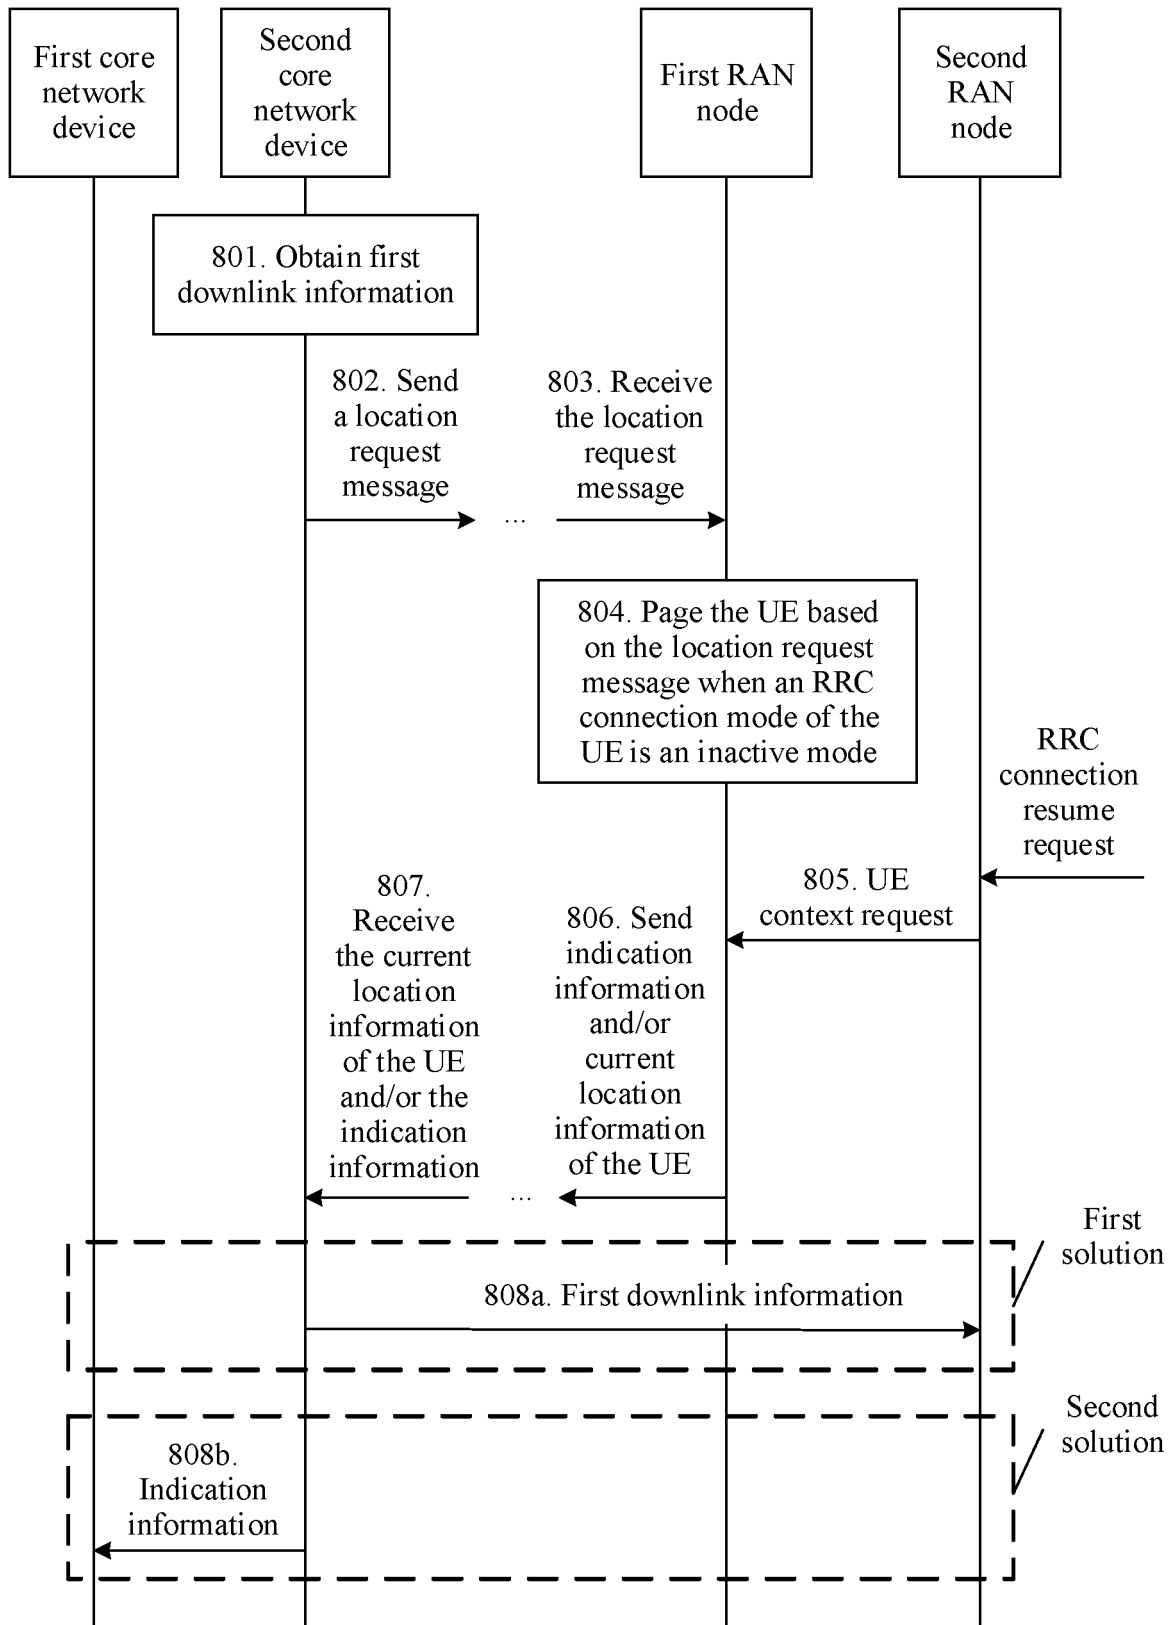 First core
network
device
Second
core
network
device
First RAN
node
Second
RAN
node
801. Obtain first
downlink information
802. Send
a location
request
message
803. Receive
the location
request
message
...
804. Page the UE based
on the location request
message when an RRC
connection mode of the
UE is an inactive mode
RRC
connection
resume
request
805. UE
context request
806. Send
indication
information
and/or
current
location
information
of the UE
807.
Receive
the current
location
information
of the UE
and/or the
indication
information
...
First
solution
808a. First downlink information
Second
solution
808b.
Indication
information